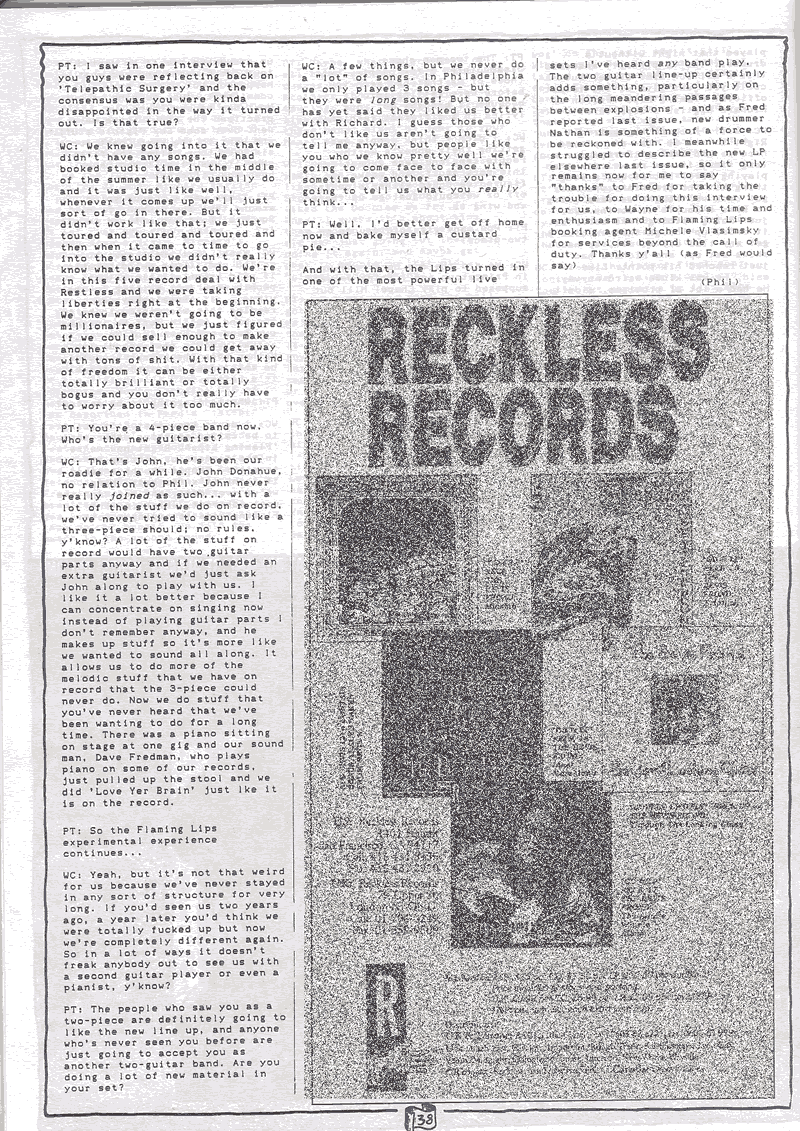 PT: I saw in one interview that
you guys were reflecting back on
'Telepathic Surgery' and the
consensus was you were kinda
disappointed in the way it turned
out. Is that true?
WC: We knew going into it that we
didn't have any songs. We had
booked studio time in the middle
of the summer like we usually do
and it was just like well,
whenever it comes up we'll just
sort of go in there. But it
didn't work like that; we just
toured and toured and toured and
then when it came to time to go
into the studio we didn't really
know what we wanted to do. We're
in this five record deal with
Restless and we were taking
liberties right at the beginning.
We knew we weren't going to be
millionaires, but we just figured
if we could sell enough to make
another record we could get away
with tons of shit. With that kind
of freedom it can be either
totally brilliant or totally
bogus and you don't really have
to worry about it too much.
PT: You're a 4-piece band now.
Who's the new guitarist?
WC: That's John, he's been our
roadie for a while. John Donahue,
no relation to Phil. John never
really joined as such... with a
lot of the stuff we do on record,
we've never tried to sound like a
three-piece should; no rules,
y'know? A lot of the stuff on
record would have two guitar
parts anyway and if we needed an
extra guitarist we'd just ask
John along to play with us. I
like it a lot better because I
can concentrate on singing now
instead of playing guitar parts I
don't remember anyway, and he
makes up stuff so it's more like
we wanted to sound all along. It
allows us to do more of the
melodic stuff that we have on
record that the 3-piece could
never do. Now we do stuff that
you've never heard that we've
been wanting to do for a long
time. There was a piano sitting
on stage at one gig and our sound
man, Dave Fredman, who plays
piano on some of our records,
just pulled up the stool and we
did 'Love Yer Brain' just lke it
is on the record.
PT: So the Flaming Lips
experimental experience
continues...
WC: Yeah, but it's not that weird
for us because we've never stayed
in any sort of structure for very
long. If you'd seen us two years
ago, a year later you'd think we
were totally fucked up but now
we're completely different again.
So in a lot of ways it doesn't
freak anybody out to see us with
a second guitar player or even a
pianist, y'know?
PT: The people who saw you as a
two-piece are definitely going to
like the new line up, and anyone
who's never seen you before are
just going to accept you as
another two-guitar band. Are you
doing a lot of new material in
your set?
WC: A few things, but we never do
a "lot" of songs. In Philadelphia
we only played 3 songs - but
they were long songs! But no one
has yet said they liked us better
with Richard. I guess those who
don't like us aren't going to
tell me anyway, but people like
you who we know pretty well we're
going to come face to face with
sometime or another and you're
going to tell us what you really
think...
PT: Well, I'd better get off home
now and bake myself a custard
pie...
And with that, the Lips turned in
one of the most powerful live
sets I've heard any band play.
The two guitar line-up certainly
adds something, particularly on
the long meandering passages
between explosions - and as Fred
reported last issue, new drummer
Nathan is something of a force to
be reckoned with. I meanwhile
struggled to describe the new LP
elsewhere last issue, so it only
remains now for me to say
"thanks" to Fred for taking the
trouble for doing this interview
for us, to Wayne for his time and
enthusiasm and to Flaming Lips
booking agent Michele Vlasimsky
for services beyond the call of
duty. Thanks y'all (as Fred would
say)
(Phil)
RECKLESS
RECORDS
R
38